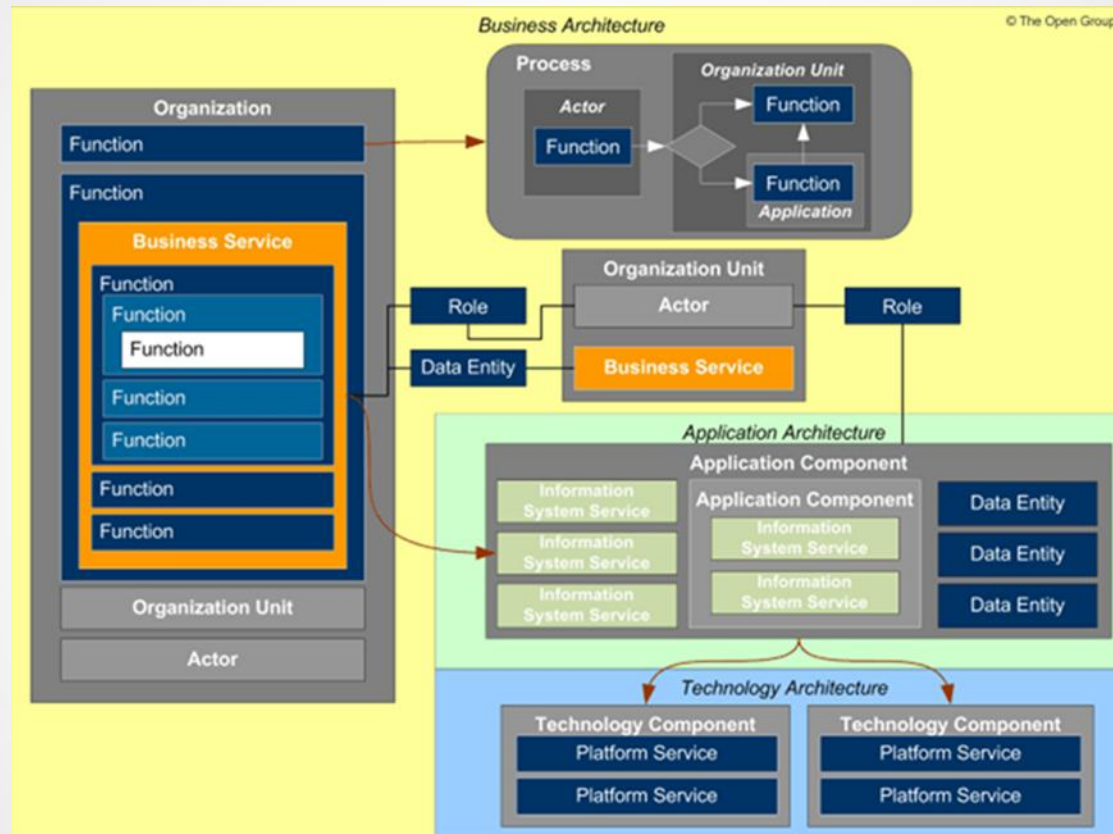 Business Architecture
© The Open Group
Organization
Function
Function
Business Service
Function
Function
Function
Function
Function
Function
Function
Organization Unit
Actor
Process
Actor
Function
Organization Unit
Function
Function
Application
Organization Unit
Role
Actor
Role
Data Entity
Business Service
Application Architecture
Application Component
Information
System Service
Information
System Service
Information
System Service
Application Component
Information
System Service
Information
System Service
Data Entity
Data Entity
Data Entity
Technology Architecture
Technology Component
Platform Service
Platform Service
Technology Component
Platform Service
Platform Service